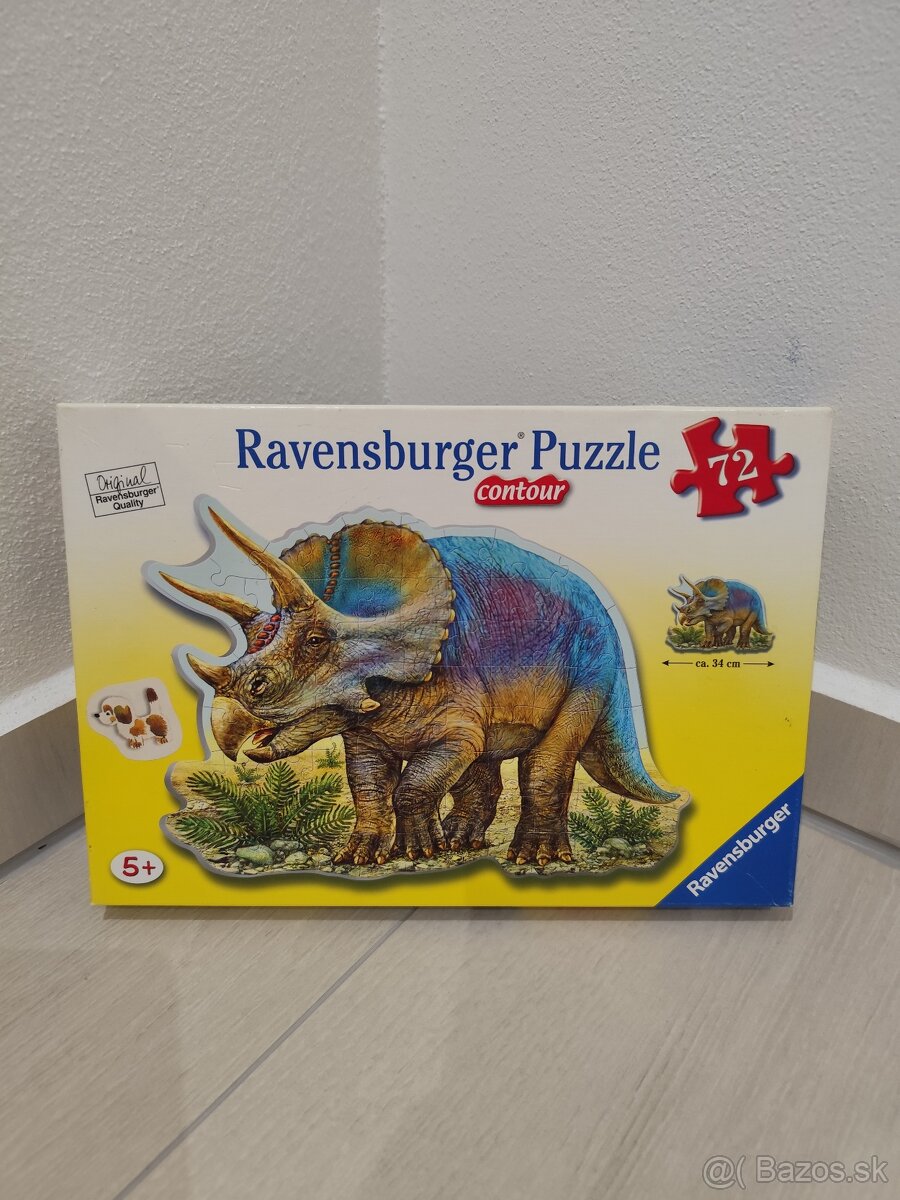 Ravensburger® Puzzle
contour
72
Original
Ravensburger
Quality
ca. 34 cm
5+
Ravensburger
@( Bazos.sk